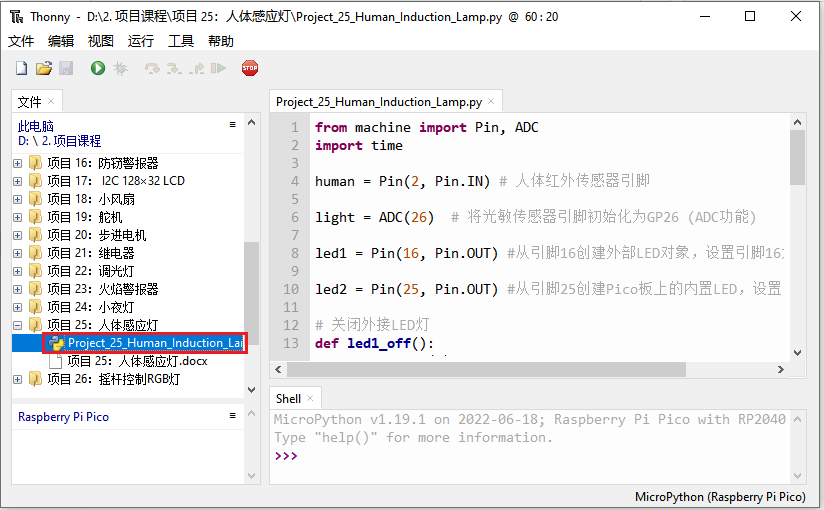 Thonny - D:\2. 项目课程\项目 25：人体感应灯\Project_25_Human_Induction_Lamp.py @ 60 : 20
文件 编辑 视图 运行 工具 帮助
STOP
文件 ×
此电脑
D: \ 2. 项目课程
项目 16：防窃警报器
项目 17： I2C 128×32 LCD
项目 18：小风扇
项目 19：舵机
项目 20：步进电机
项目 21：继电器
项目 22：调光灯
项目 23：火焰警报器
项目 24：小夜灯
项目 25：人体感应灯
Project_25_Human_Induction_Lar
项目 25：人体感应灯.docx
项目 26：摇杆控制RGB灯
Raspberry Pi Pico
Project_25_Human_Induction_Lamp.py ×
1 from machine import Pin, ADC
2 import time
3
4 human = Pin(2, Pin.IN) # 人体红外传感器引脚
5
6 light = ADC(26)  # 将光敏传感器引脚初始化为GP26 (ADC功能)
7
8 led1 = Pin(16, Pin.OUT) #从引脚16创建外部LED对象，设置引脚16
9
10 led2 = Pin(25, Pin.OUT) #从引脚25创建Pico板上的内置LED，设置
11
12 # 关闭外接LED灯
13 def led1_off():
Shell ×
MicroPython v1.19.1 on 2022-06-18; Raspberry Pi Pico with RP2040
Type "help()" for more information.
>>>
MicroPython (Raspberry Pi Pico)